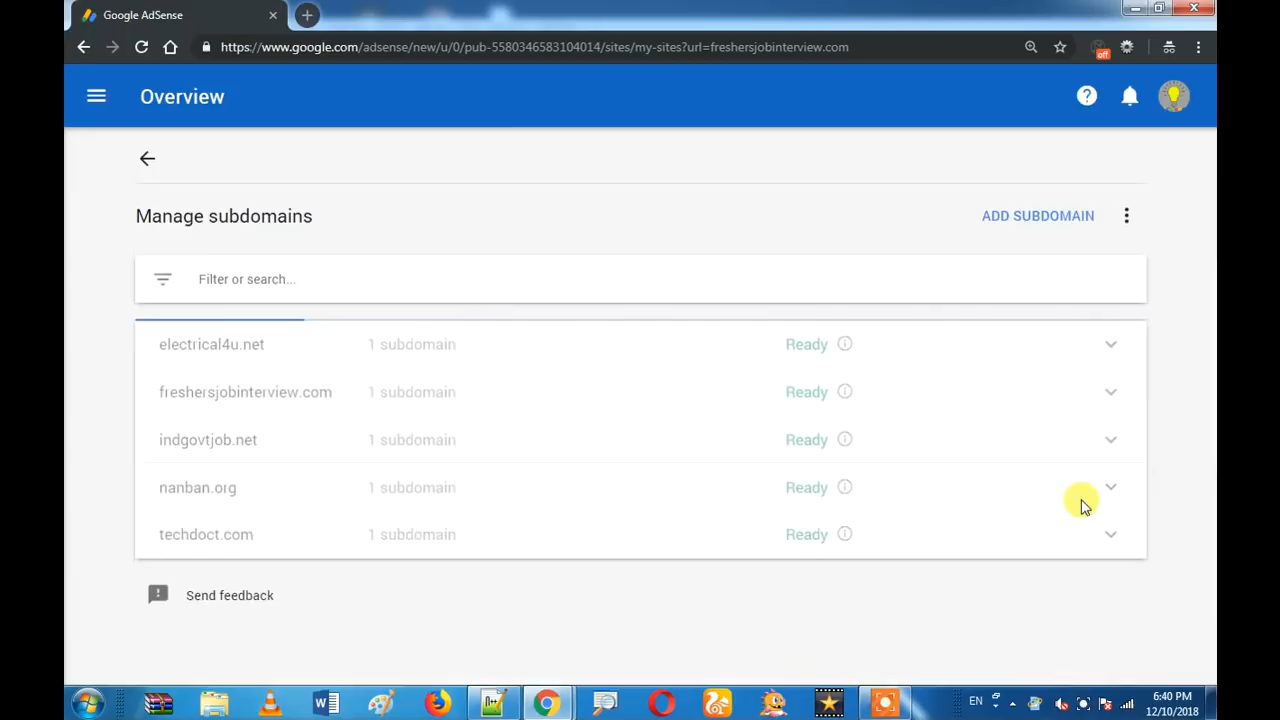 Google AdSense
https://www.google.com/adsense/new/u/0/pub-5580346583104014/sites/my-sites?url=freshersjobinterview.com
off
Overview
Manage subdomains
ADD SUBDOMAIN
Filter or search...
electrical4u.net 1 subdomain Ready
freshersjobinterview.com 1 subdomain Ready
indgovtjob.net 1 subdomain Ready
nanban.org 1 subdomain Ready
techdoct.com 1 subdomain Ready
Send feedback
EN
6:40 PM
12/10/2018